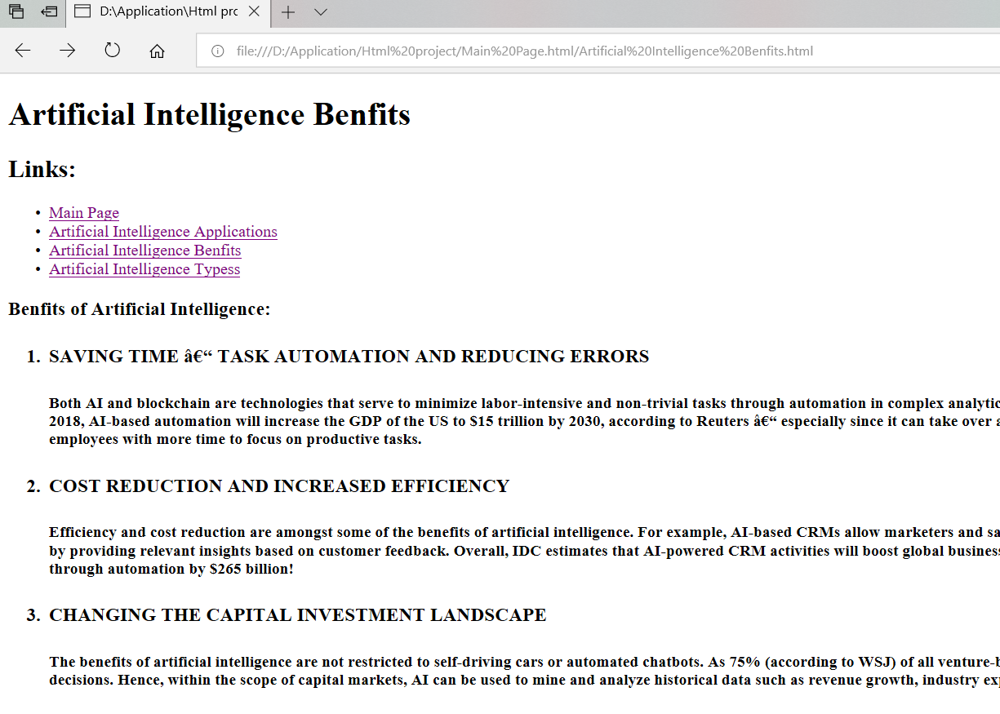 D:\Application\Html pro
file:///D:/Application/Html%20project/Main%20Page.html/Artificial%20Intelligence%20Benfits.html
Artificial Intelligence Benfits
Links:
• Main Page
• Artificial Intelligence Applications
• Artificial Intelligence Benfits
• Artificial Intelligence Typess
Benfits of Artificial Intelligence:
1. SAVING TIME â€“ TASK AUTOMATION AND REDUCING ERRORS
Both AI and blockchain are technologies that serve to minimize labor-intensive and non-trivial tasks through automation in complex analytic
2018, AI-based automation will increase the GDP of the US to $15 trillion by 2030, according to Reuters â€“ especially since it can take over a
employees with more time to focus on productive tasks.
2. COST REDUCTION AND INCREASED EFFICIENCY
Efficiency and cost reduction are amongst some of the benefits of artificial intelligence. For example, AI-based CRMs allow marketers and sa
by providing relevant insights based on customer feedback. Overall, IDC estimates that AI-powered CRM activities will boost global business
through automation by $265 billion!
3. CHANGING THE CAPITAL INVESTMENT LANDSCAPE
The benefits of artificial intelligence are not restricted to self-driving cars or automated chatbots. As 75% (according to WSJ) of all venture-b
decisions. Hence, within the scope of capital markets, AI can be used to mine and analyze historical data such as revenue growth, industry exp